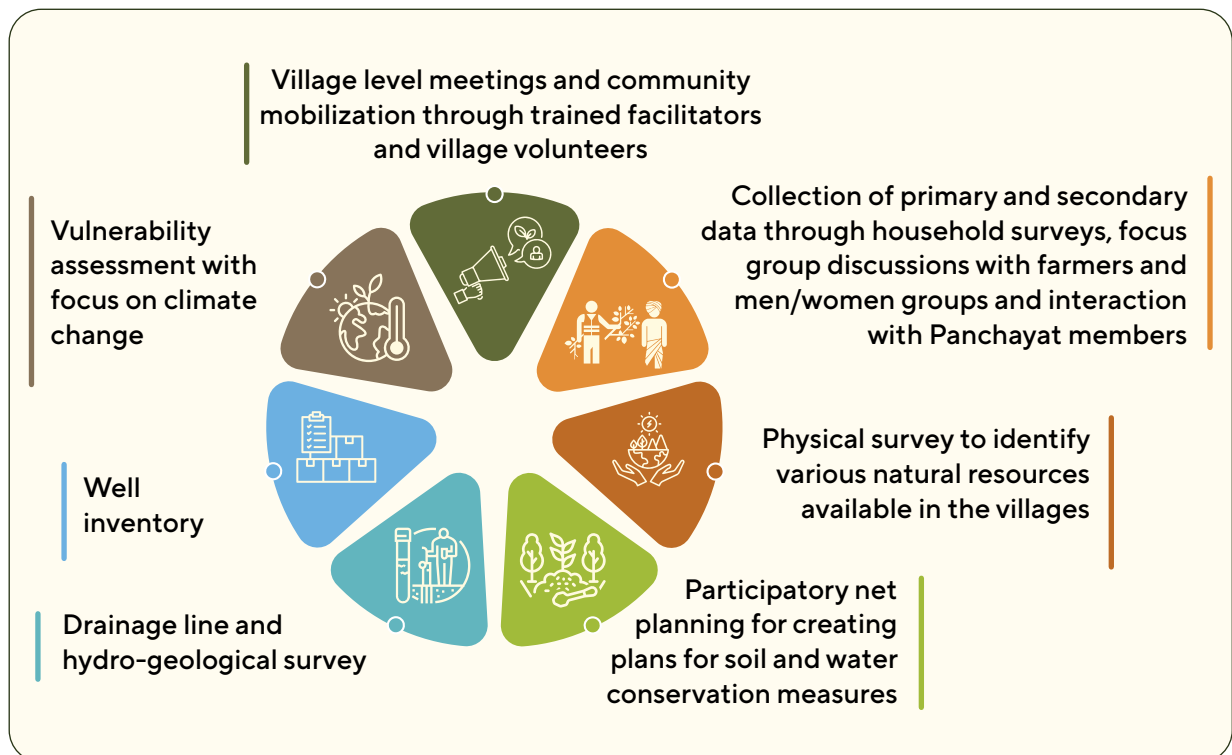 Village level meetings and community
mobilization through trained facilitators
and village volunteers
Collection of primary and secondary
data through household surveys, focus
group discussions with farmers and
men/women groups and interaction
with Panchayat members
Physical survey to identify
various natural resources
available in the villages
Participatory net
planning for creating
plans for soil and water
conservation measures
Drainage line and
hydro-geological survey
Well
inventory
Vulnerability
assessment with
focus on climate
change